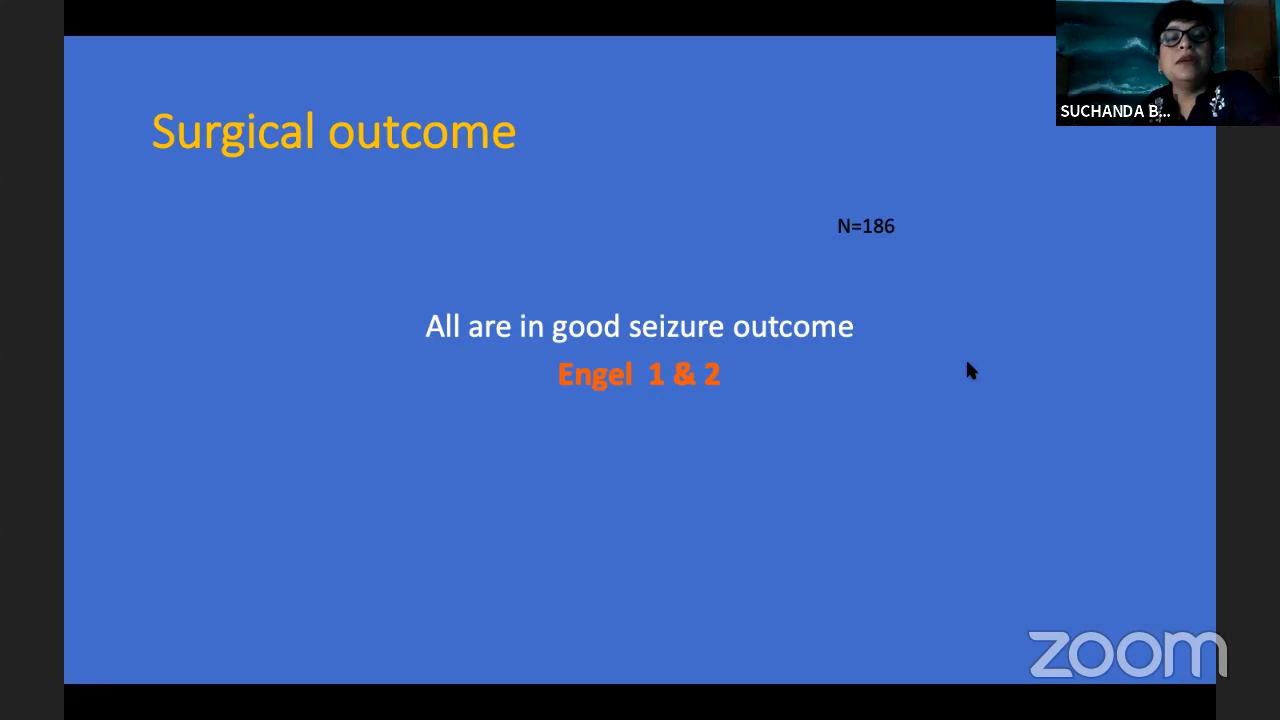 SUCHANDA B...
Surgical outcome
N=186
All are in good seizure outcome
Engel 1 & 2
zoom